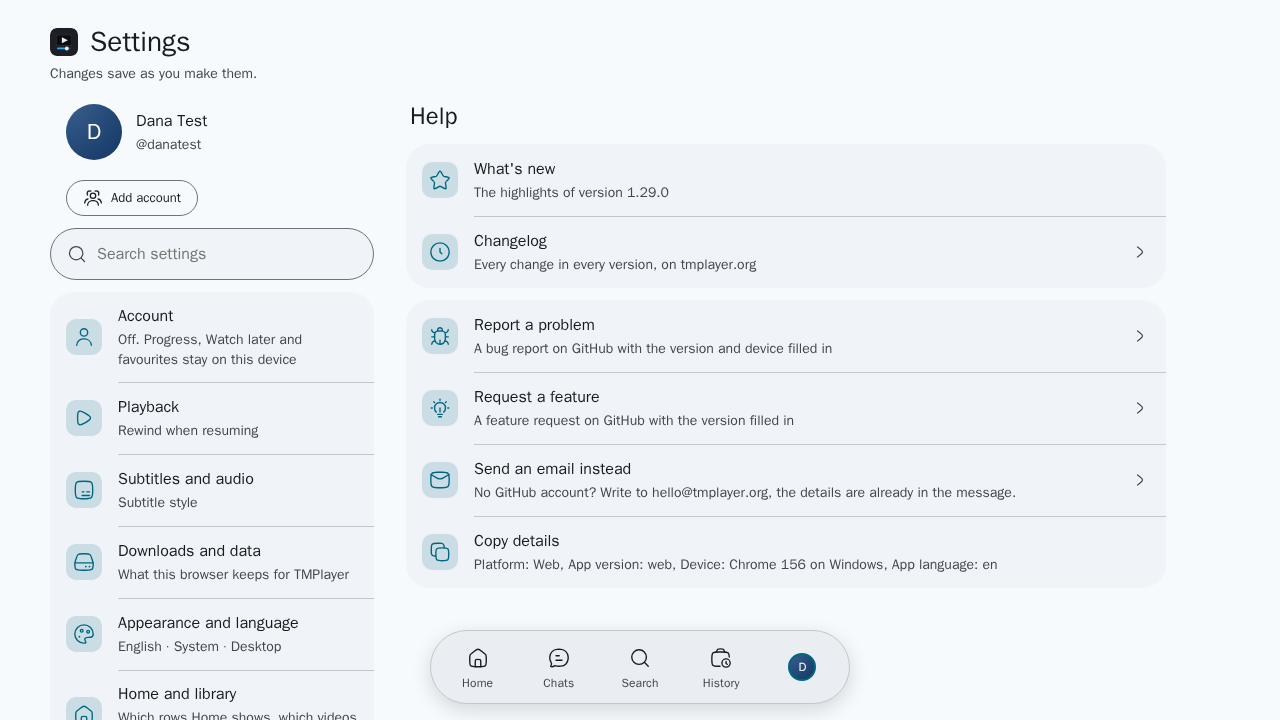 Settings
Changes save as you make them.
D
Dana Test
@danatest
Add account
Search settings
Account
Off. Progress, Watch later and
favourites stay on this device
Playback
Rewind when resuming
Subtitles and audio
Subtitle style
Downloads and data
What this browser keeps for TMPlayer
Appearance and language
English · System · Desktop
Home and library
Which rows Home shows, which videos
Help
What's new
The highlights of version 1.29.0
Changelog
Every change in every version, on tmplayer.org
Report a problem
A bug report on GitHub with the version and device filled in
Request a feature
A feature request on GitHub with the version filled in
Send an email instead
No GitHub account? Write to hello@tmplayer.org, the details are already in the message.
Copy details
Platform: Web, App version: web, Device: Chrome 156 on Windows, App language: en
Home
Chats
Search
History
D